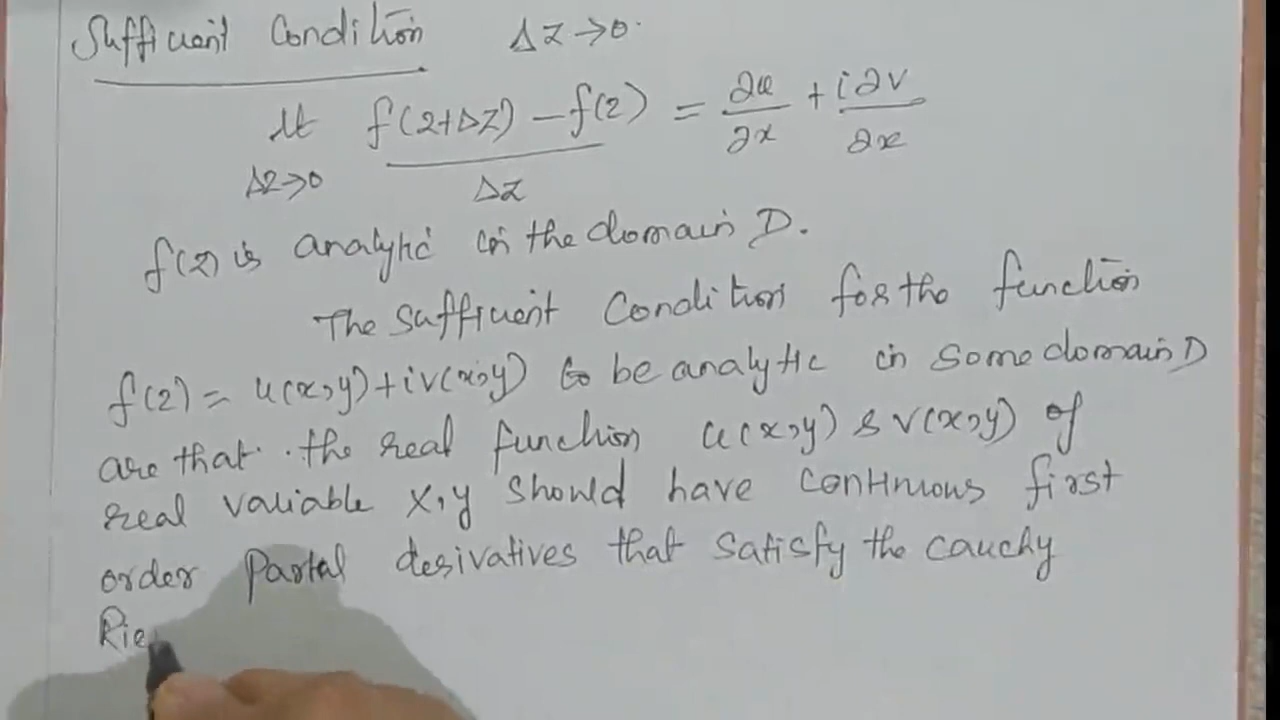 Sufficient Condition Δz→0
lt f(z+Δz) - f(z) = ∂u + i∂v
Δz→0 Δz ∂x ∂x
f(z) is analytic in the domain D.
The Sufficient Condition for the function
f(z) = u(x,y)+iv(x,y) to be analytic in some domain D
are that the real function u(x,y) & v(x,y) of
real variable x,y should have continuous first
order partal derivatives that satisfy the cauchy
Rie